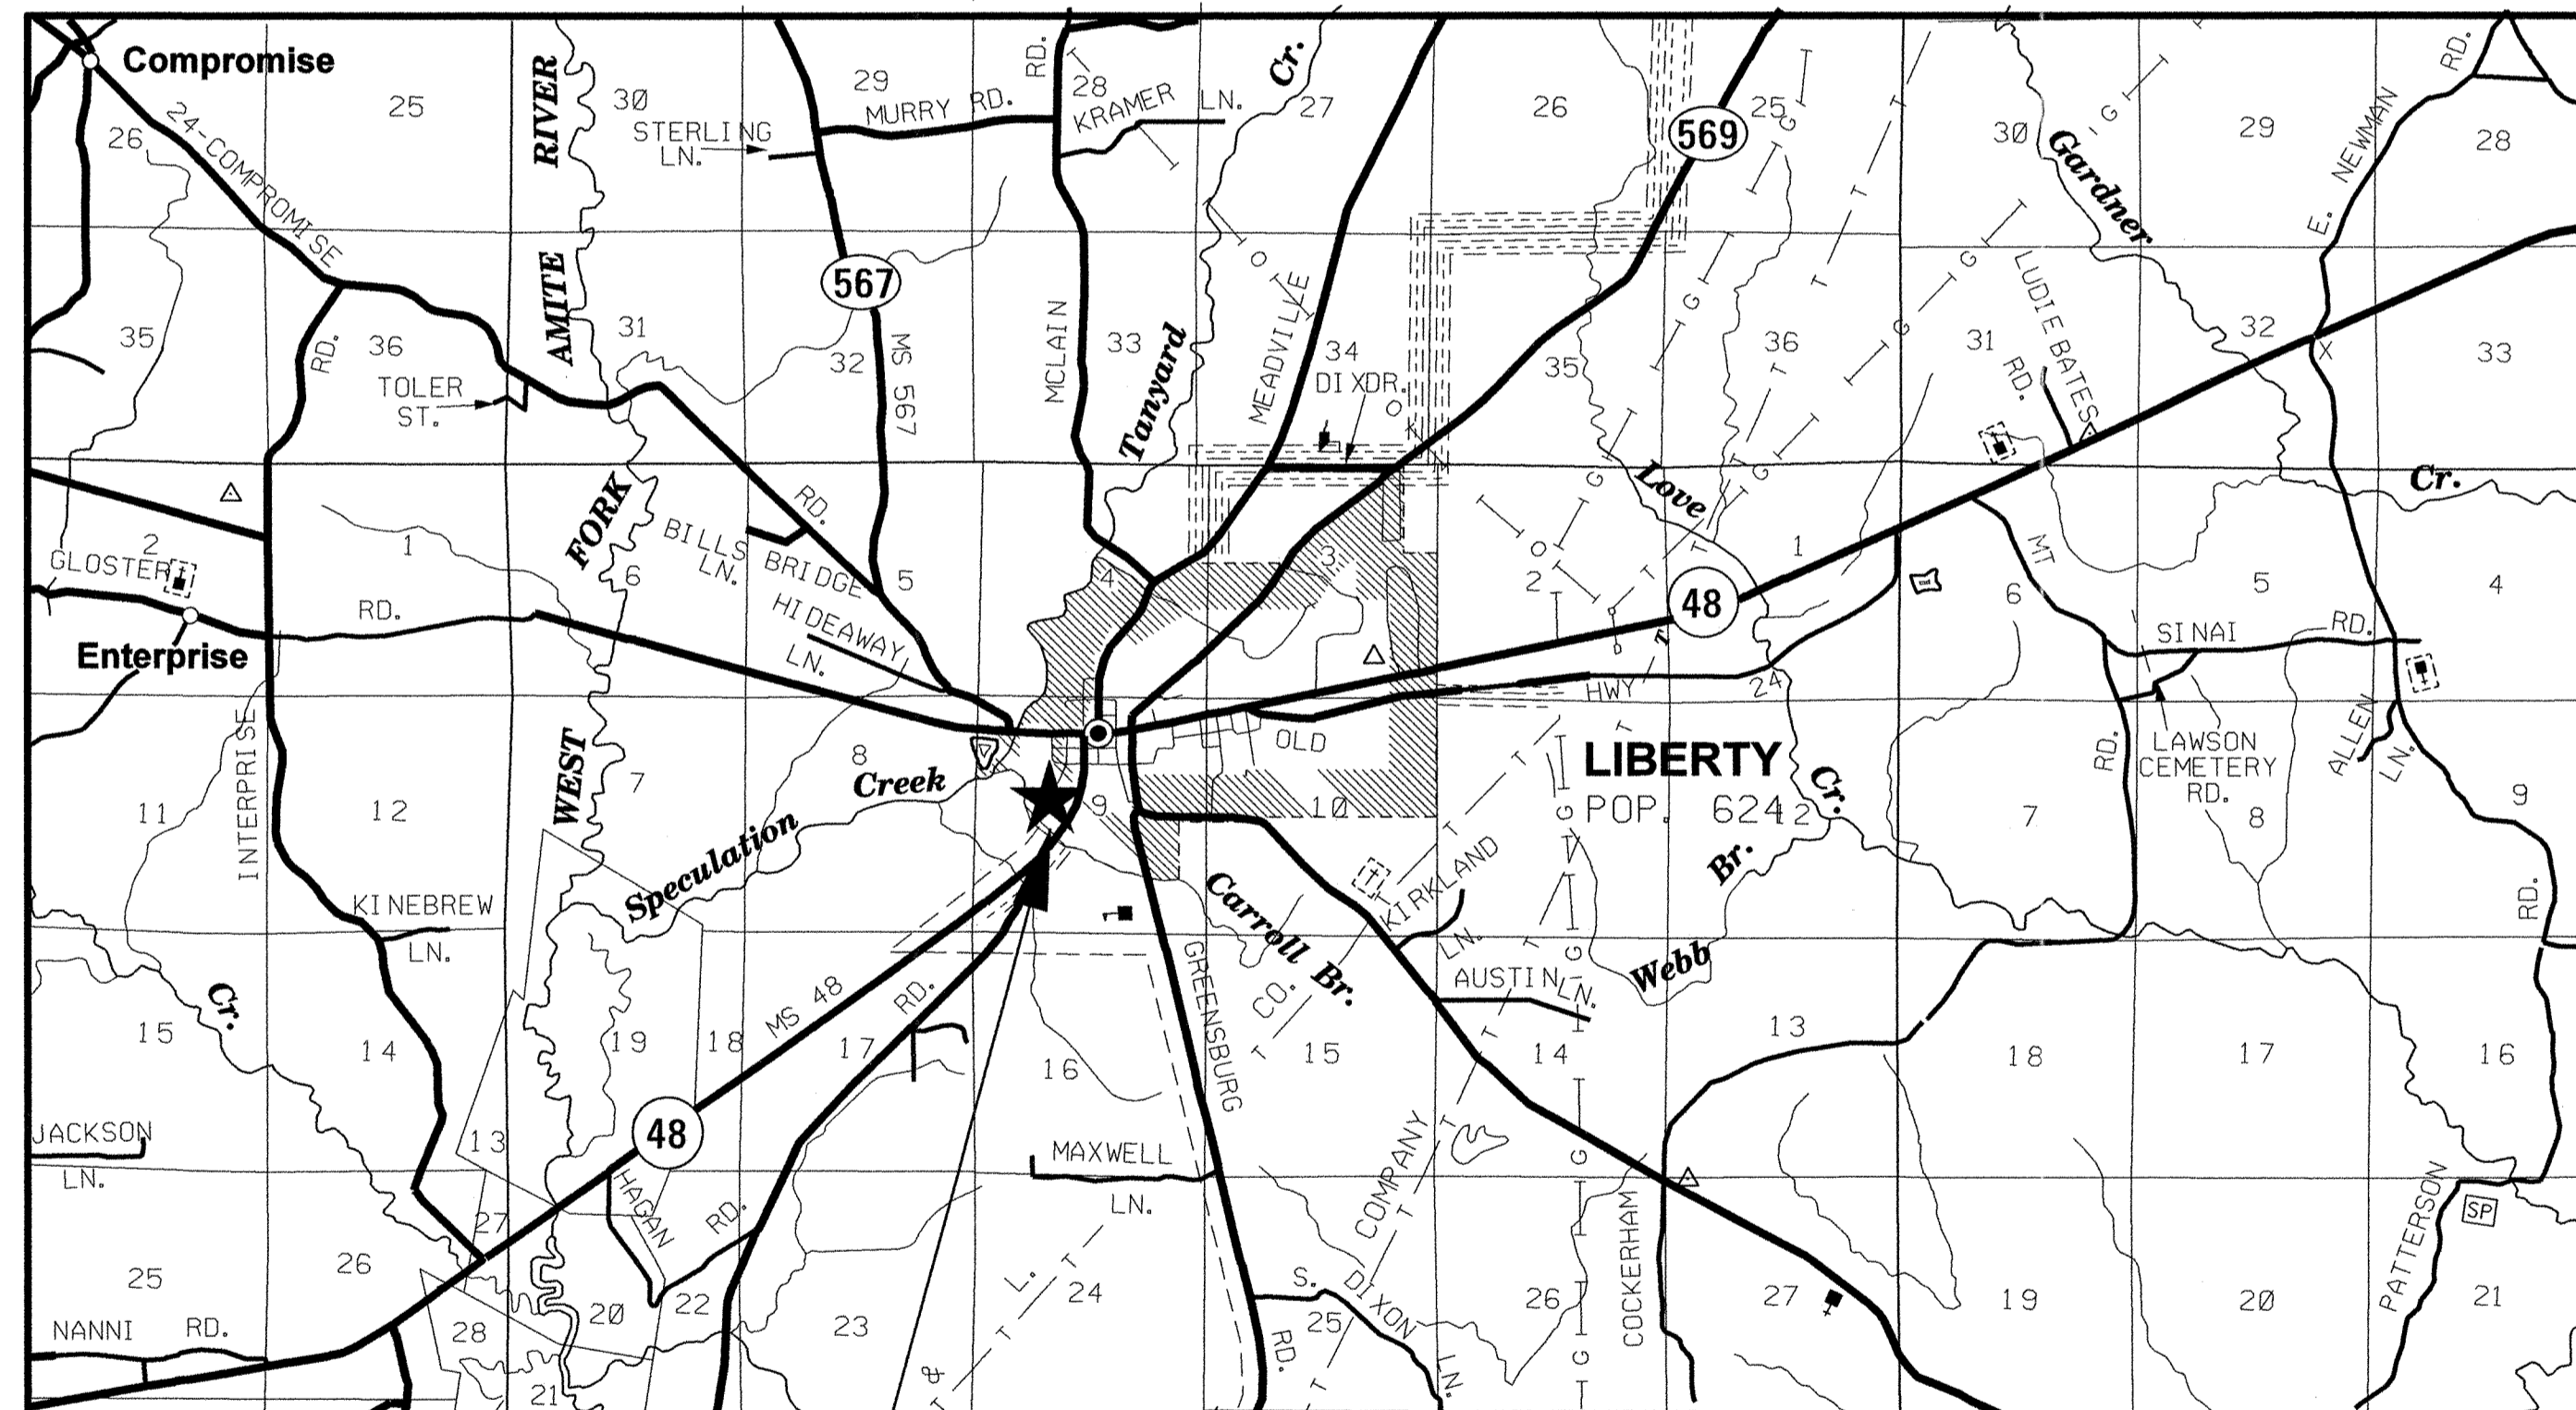 Compromise
25
26
24-COMPROMISE
RIVER
30
STERLING
LN.
29
MURRY RD.
RD.
28
KRAMER LN.
Cr.
27
26
569
25
G
T
T
30
Gardner
G
29
E. NEWMAN RD.
28
35
RD.
36
TOLER
ST.
AMITE
31
567
32
MS 567
MCLAIN
33
Tanyard
O
MEADVILLE
34
DIXDR.
O
35
G
36
T
G
G
31
LUDIE BATES
RD.
32
X
33
2
GLOSTER
RD.
1
FORK
6
BILLS BRIDGE
RD.
LN.
5
HIDEAWAY
LN.
4
3
O
2
G
Love
T
G
1
48
T
6
MT
SINAI RD.
5
Cr.
4
Enterprise
INTERPRISE
WEST
8
Creek
OLD
HWY
24
LIBERTY
POP. 624
12
Cr.
RD.
LAWSON
CEMETERY
RD.
ALLEN
LN.
11
12
7
Speculation
9
10
T
G
7
8
9
KINEBREW
LN.
KIRKLAND
LN.
Br.
RD.
Cr.
Carroll Br.
AUSTIN LN.
Webb
15
14
19
18
MS 48
17
RD.
16
GREENSBURG
CO.
T
15
T
G
14
13
18
17
16
JACKSON
LN.
13
48
MAXWELL
LN.
COMPANY
T
G
27
HAGAN
RD.
COCKERHAM
PATTERSON
SP
25
26
20
22
24
L.
T
S. DIXON
LN.
26
27
19
20
21
NANNI RD.
28
21
23
T &
RD.
25
T
G